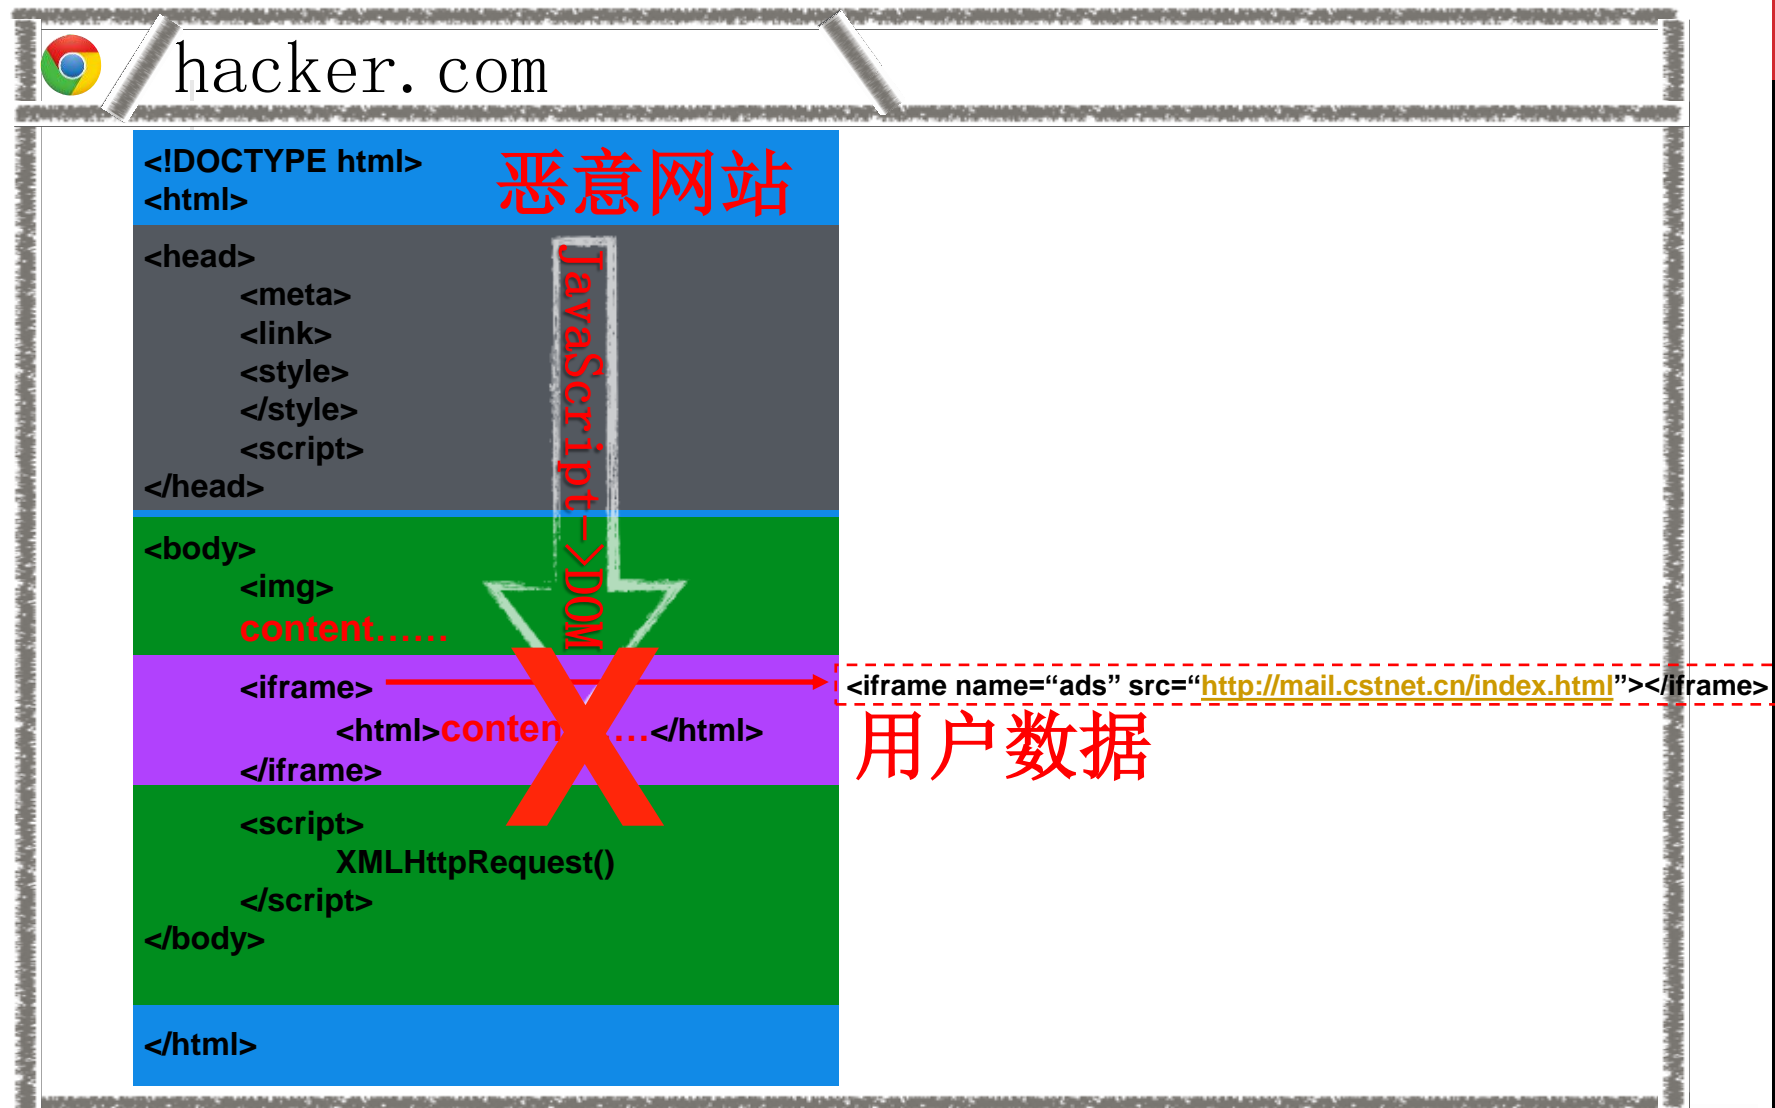 hacker.com
<!DOCTYPE html>
<html>
恶意网站
<head>
<meta>
<link>
<style>
</style>
<script>
</head>
JavaScript->DOM
<body>
<img>
content……
X
<iframe>
<iframe name=“ads” src=“http://mail.cstnet.cn/index.html”></iframe>
<html>conten……</html>
用户数据
</iframe>
<script>
XMLHttpRequest()
</script>
</body>
</html>